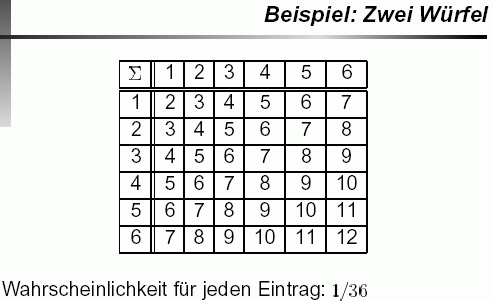 Beispiel: Zwei Würfel
Σ 1 2 3 4 5 6
1 2 3 4 5 6 7
2 3 4 5 6 7 8
3 4 5 6 7 8 9
4 5 6 7 8 9 10
5 6 7 8 9 10 11
6 7 8 9 10 11 12
Wahrscheinlichkeit für jeden Eintrag: 1/36